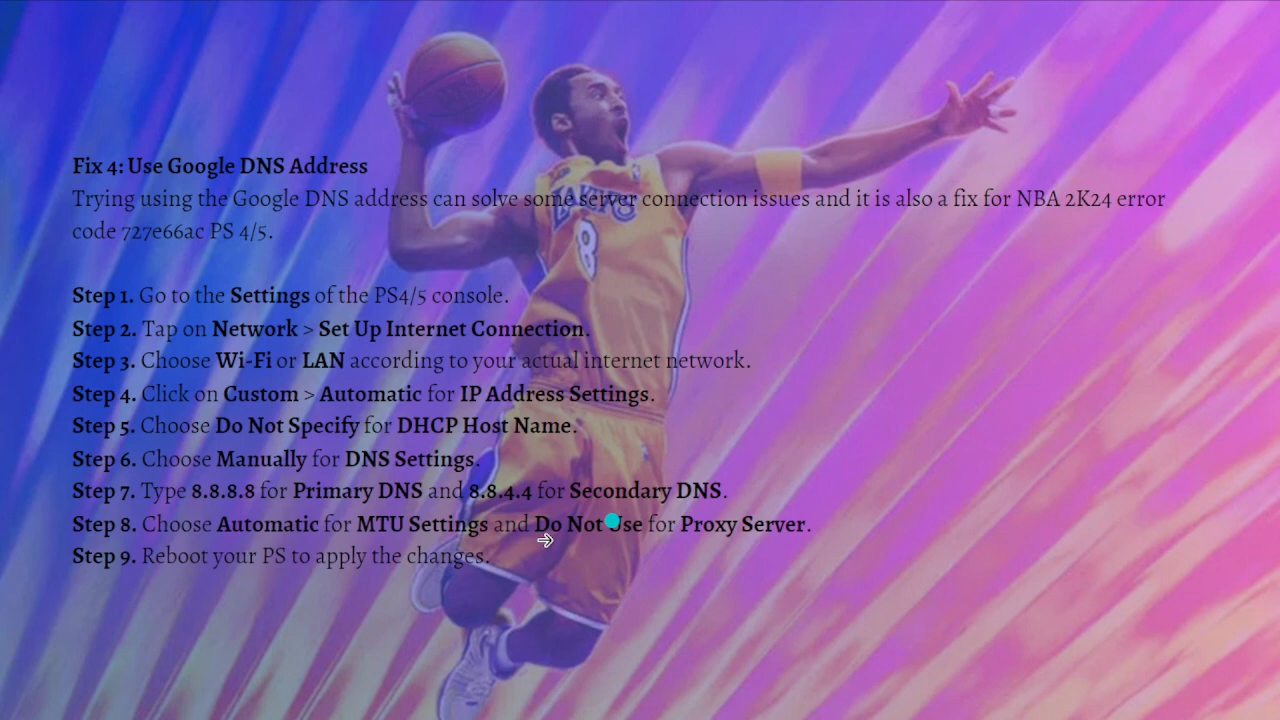 Fix 4: Use Google DNS Address
Trying using the Google DNS address can solve some server connection issues and it is also a fix for NBA 2K24 error
code 727e66ac PS 4/5.
Step 1. Go to the Settings of the PS4/5 console.
Step 2. Tap on Network > Set Up Internet Connection.
Step 3. Choose Wi-Fi or LAN according to your actual internet network.
Step 4. Click on Custom > Automatic for IP Address Settings.
Step 5. Choose Do Not Specify for DHCP Host Name.
Step 6. Choose Manually for DNS Settings.
Step 7. Type 8.8.8.8 for Primary DNS and 8.8.4.4 for Secondary DNS.
Step 8. Choose Automatic for MTU Settings and Do Not Use for Proxy Server.
Step 9. Reboot your PS to apply the changes.
LAKERS
8